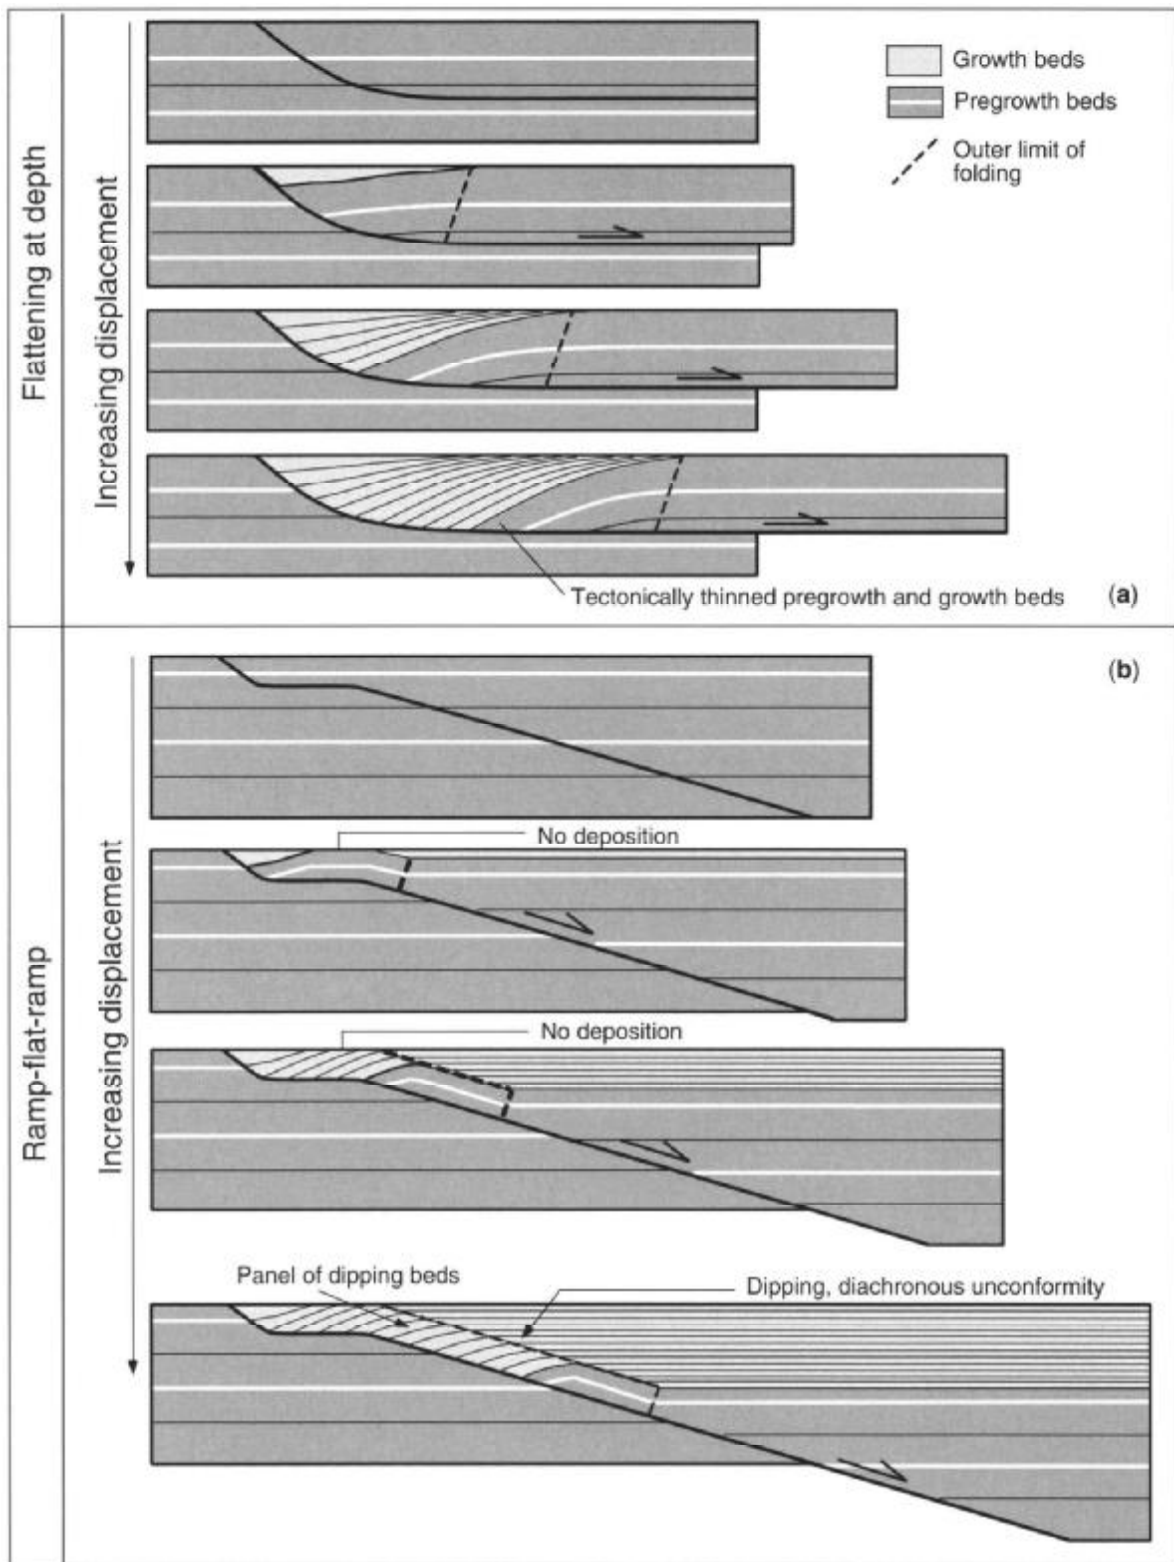 Growth beds
Pregrowth beds
Outer limit of
folding
Flattening at depth
Increasing displacement
Tectonically thinned pregrowth and growth beds
(a)
(b)
Ramp-flat-ramp
Increasing displacement
No deposition
No deposition
Panel of dipping beds
Dipping, diachronous unconformity